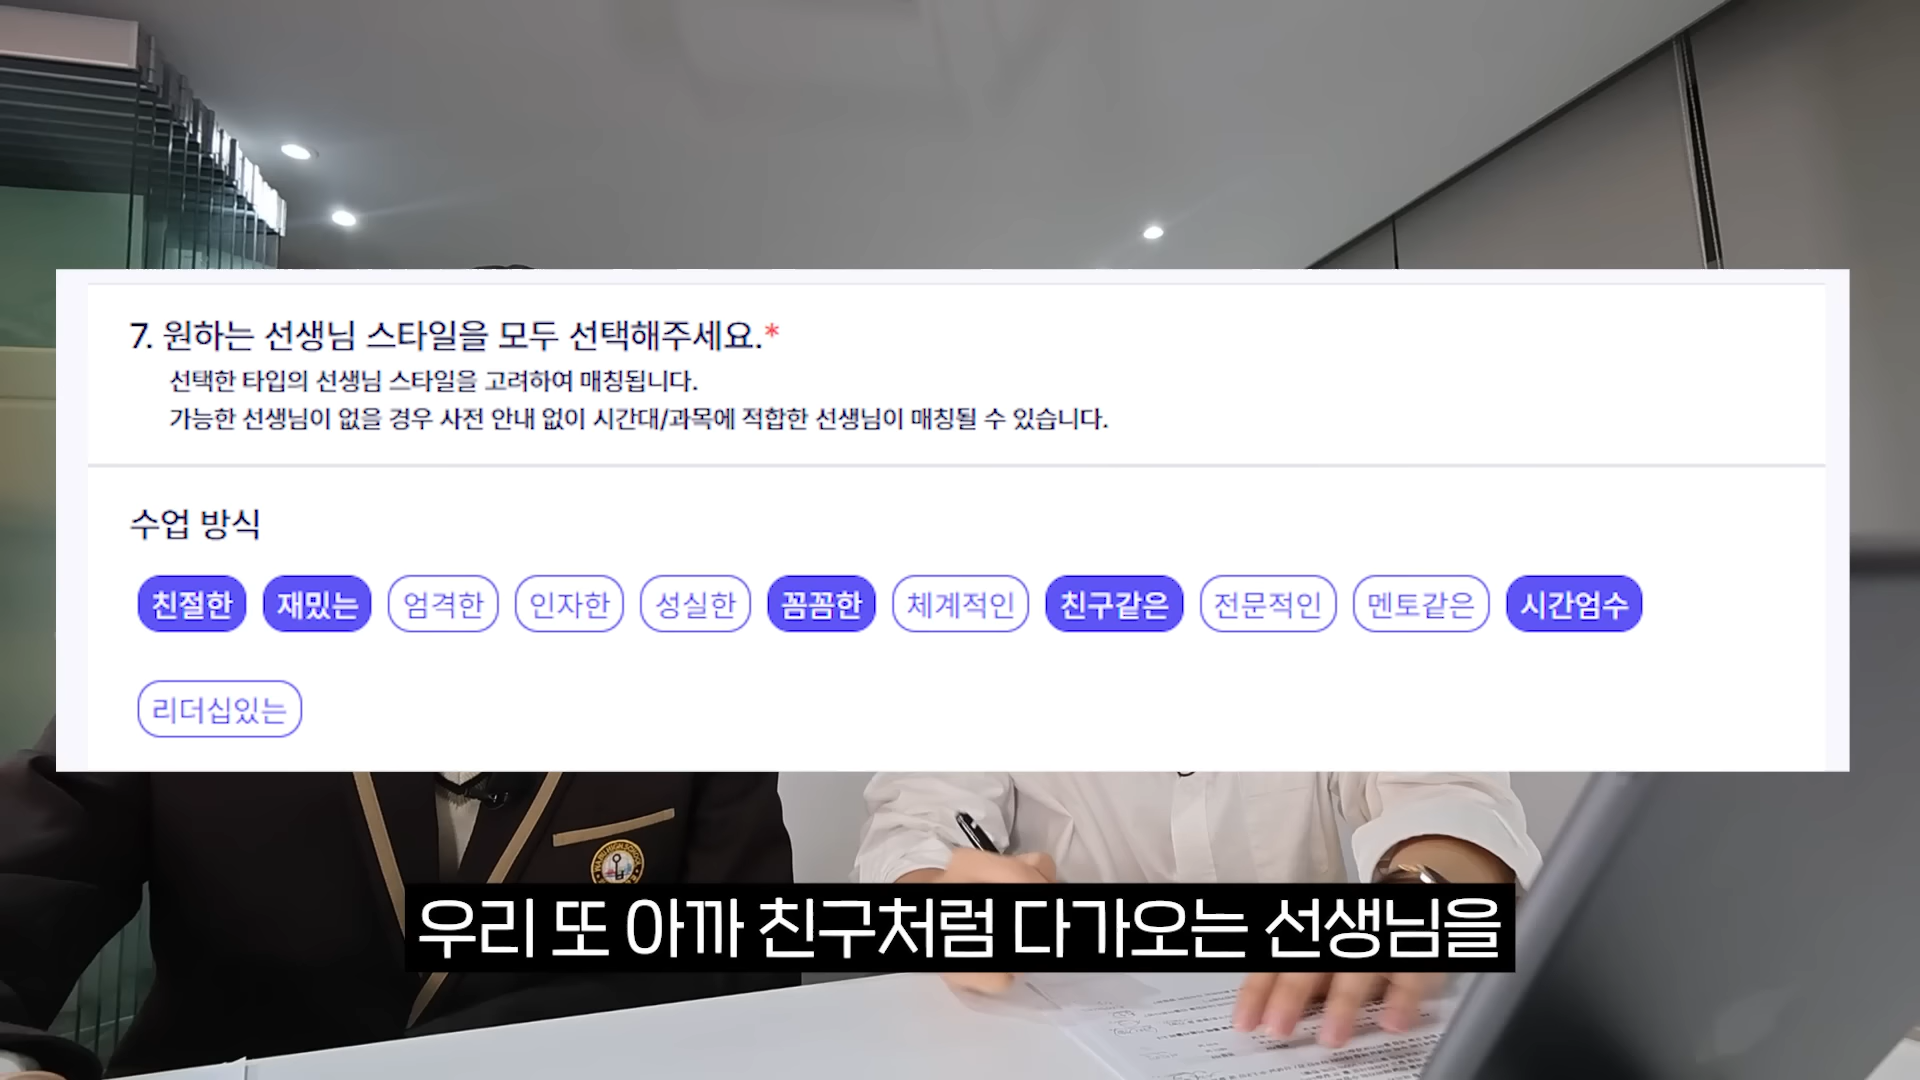 7. 원하는 선생님 스타일을 모두 선택해주세요.*
선택한 타입의 선생님 스타일을 고려하여 매칭됩니다.
가능한 선생님이 없을 경우 사전 안내 없이 시간대/과목에 적합한 선생님이 매칭될 수 있습니다.
수업 방식
친절한 재밌는 엄격한 인자한 성실한 꼼꼼한 체계적인 친구같은 전문적인 멘토같은 시간엄수
리더십있는
우리 또 아까 친구처럼 다가오는 선생님을